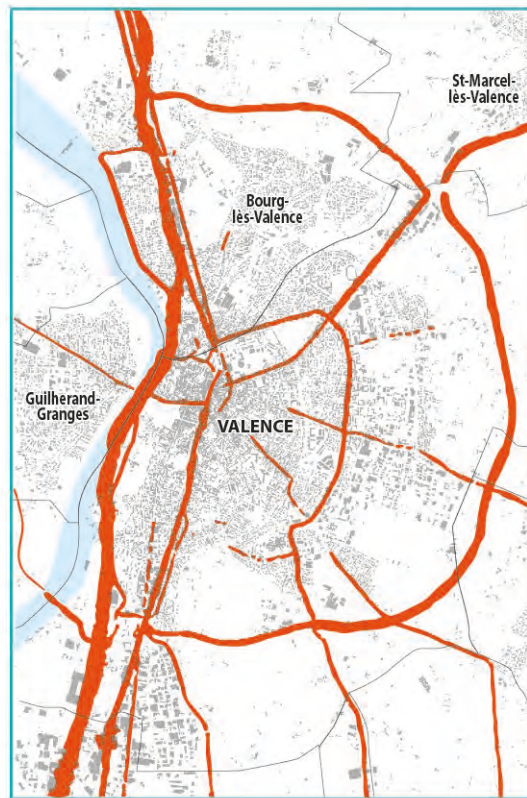 St-Marcel-
lès-Valence
Bourg-
lès-Valence
Guilherand-
Granges
VALENCE